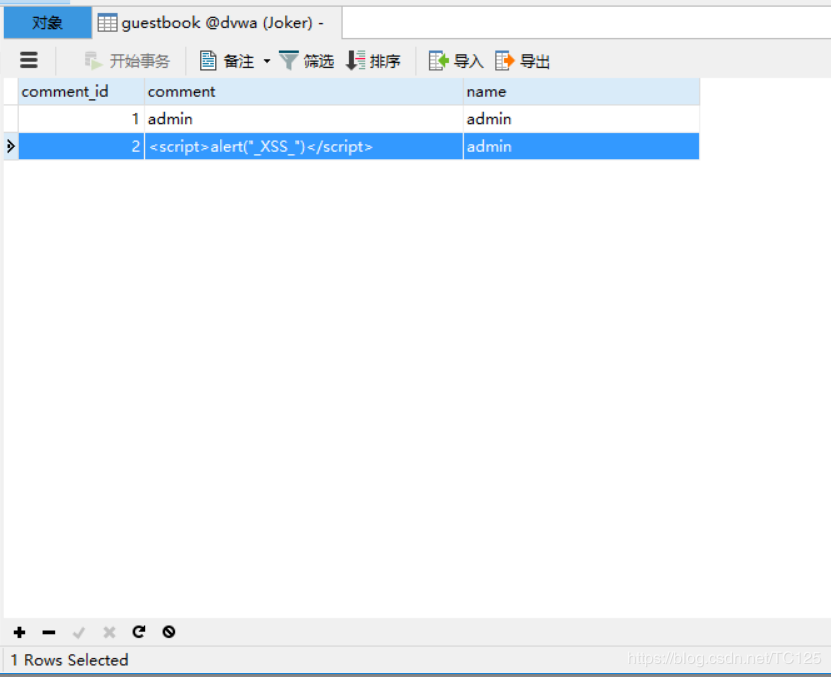 对象 guestbook @dvwa (Joker) -
开始事务 备注 筛选 排序 导入 导出
comment_id comment name
1 admin admin
2 <script>alert("_XSS_")</script> admin
1 Rows Selected
https://blog.csdn.net/TC125